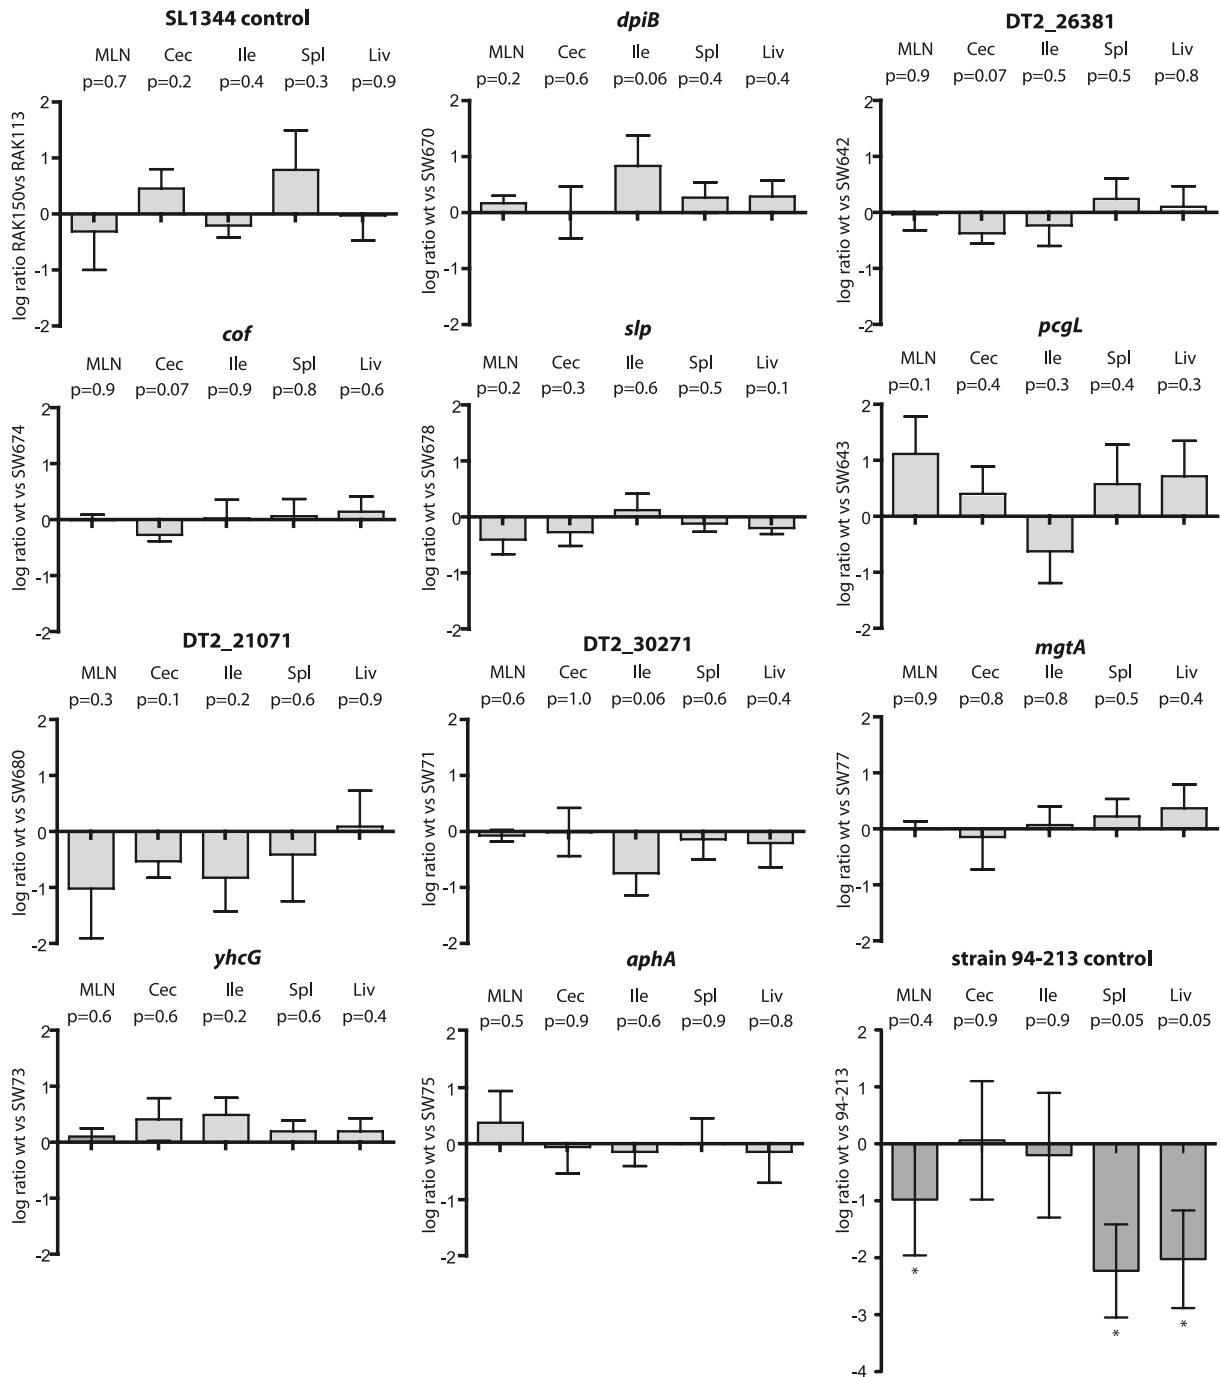 SL1344 control
MLN Cec Ile Spl Liv
p=0.7 p=0.2 p=0.4 p=0.3 p=0.9
log ratio RAK150vs RAK113
2
1
0
-1
-2
dpiB
MLN Cec Ile Spl Liv
p=0.2 p=0.6 p=0.06 p=0.4 p=0.4
log ratio wt vs SW670
2
1
0
-1
-2
DT2_26381
MLN Cec Ile Spl Liv
p=0.9 p=0.07 p=0.5 p=0.5 p=0.8
log ratio wt vs SW642
2
1
0
-1
-2
cof
MLN Cec Ile Spl Liv
p=0.9 p=0.07 p=0.9 p=0.8 p=0.6
log ratio wt vs SW674
2
1
0
-1
-2
slp
MLN Cec Ile Spl Liv
p=0.2 p=0.3 p=0.6 p=0.5 p=0.1
log ratio wt vs SW678
2
1
0
-1
-2
pcgL
MLN Cec Ile Spl Liv
p=0.1 p=0.4 p=0.3 p=0.4 p=0.3
log ratio wt vs SW643
2
1
0
-1
-2
DT2_21071
MLN Cec Ile Spl Liv
p=0.3 p=0.1 p=0.2 p=0.6 p=0.9
log ratio wt vs SW680
2
1
0
-1
-2
DT2_30271
MLN Cec Ile Spl Liv
p=0.6 p=1.0 p=0.06 p=0.6 p=0.4
log ratio wt vs SW71
2
1
0
-1
-2
mgtA
MLN Cec Ile Spl Liv
p=0.9 p=0.8 p=0.8 p=0.5 p=0.4
log ratio wt vs SW77
2
1
0
-1
-2
yhcG
MLN Cec Ile Spl Liv
p=0.6 p=0.6 p=0.2 p=0.6 p=0.4
log ratio wt vs SW73
2
1
0
-1
-2
aphA
MLN Cec Ile Spl Liv
p=0.5 p=0.9 p=0.6 p=0.9 p=0.8
log ratio wt vs SW75
2
1
0
-1
-2
strain 94-213 control
MLN Cec Ile Spl Liv
p=0.4 p=0.9 p=0.9 p=0.05 p=0.05
log ratio wt vs 94-213
2
1
0
-1
-2
-3
-4
* * *